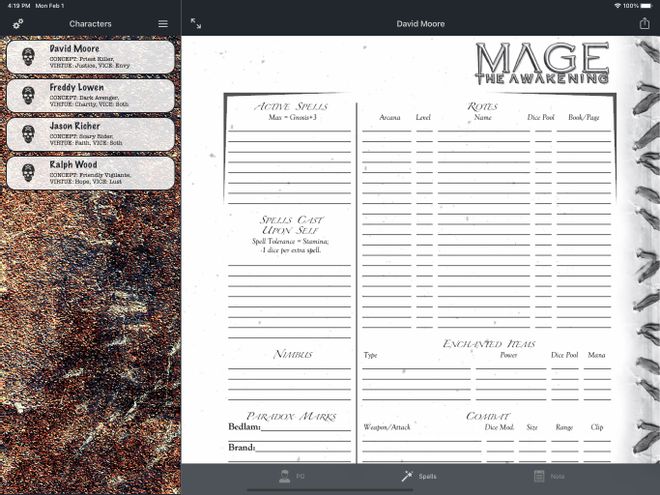 4:19 PM Mon Feb 1
100%
Characters
David Moore
David Moore
CONCEPT: Priest Killer,
VIRTUE: Justice, VICE: Envy
Freddy Lowen
CONCEPT: Dark Avenger,
VIRTUE: Charity, VICE: Soth
Jason Richer
CONCEPT: Scary Rider,
VIRTUE: Faith, VICE: Soth
Ralph Wood
CONCEPT: Friendly Vigilante,
VIRTUE: Hope, VICE: Lust
MAGE
THE AWAKENING
ACTIVE SPELLS
Max = Gnosis+3
ROTES
Arcana Level Name Dice Pool Book/Page
SPELLS CAST
UPON SELF
Spell Tolerance = Stamina;
-1 dice per extra spell.
NIMBUS
ENCHANTED ITEMS
Type Power Dice Pool Mana
PARADOX MARKS
Bedlam:
Brand:
COMBAT
Weapon/Attack Dice Mod. Size Range Clip
PG
Spells
Note